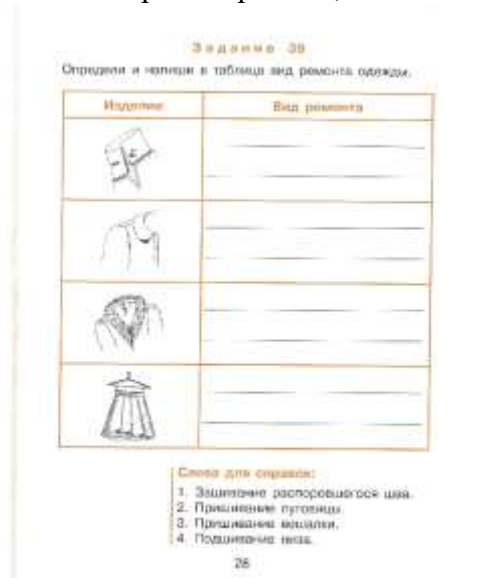 Задание 39
Определи и напиши в таблице вид ремонта одежды.
Изделие Вид ремонта
Слова для справок:
1. Зашивание распоровшегося шва.
2. Пришивание пуговицы.
3. Пришивание вешалки.
4. Подшивание низа.